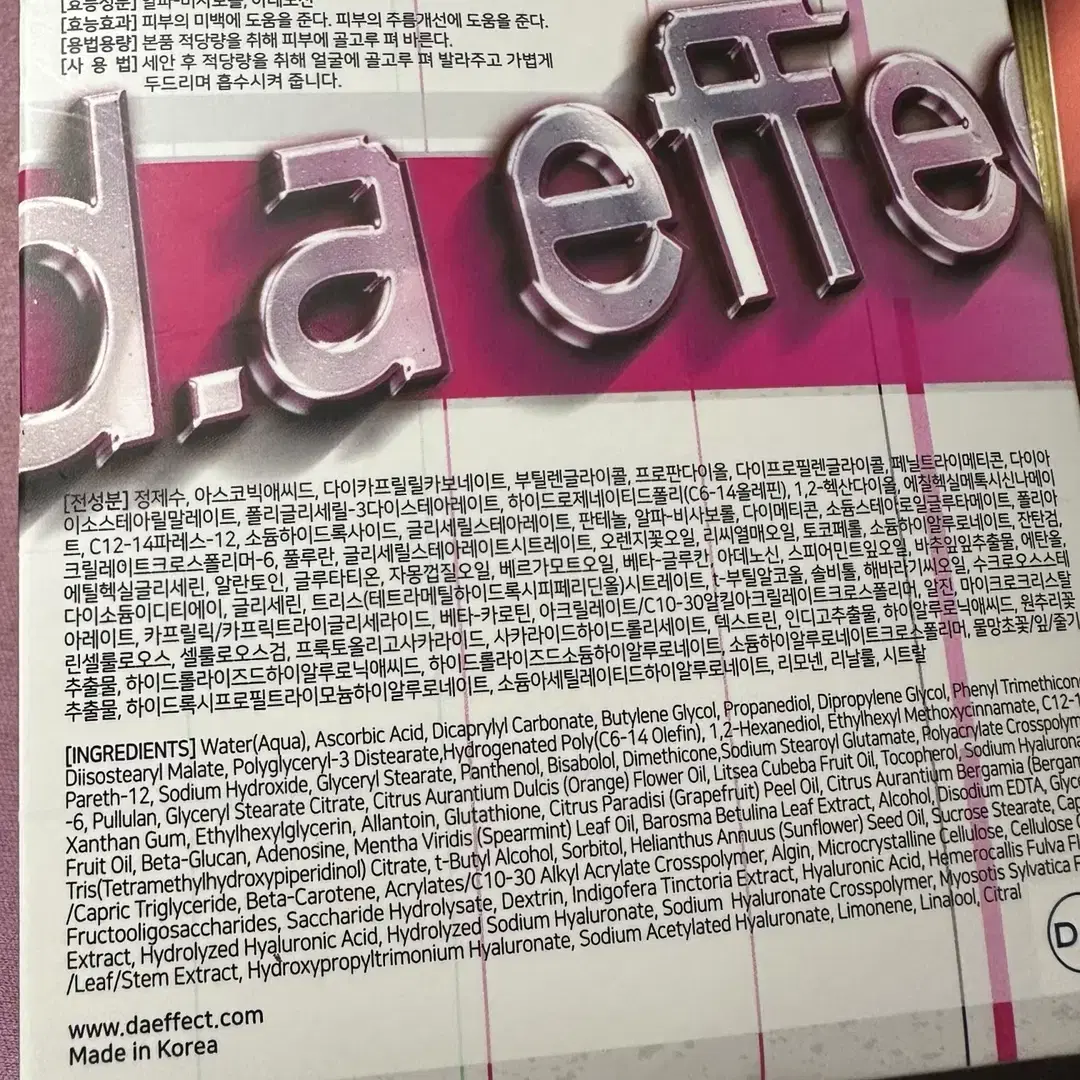 [효능성분] 알파-비사보롤, 아데노신
[효능효과] 피부의 미백에 도움을 준다. 피부의 주름개선에 도움을 준다.
[용법용량] 본품 적당량을 취해 피부에 골고루 펴 바른다.
[사 용 법] 세안 후 적당량을 취해 얼굴에 골고루 펴 발라주고 가볍게
두드리며 흡수시켜 줍니다.
d.a effe
[전성분] 정제수, 아스코빅애씨드, 다이카프릴릴카보네이트, 부틸렌글라이콜, 프로판다이올, 다이프로필렌글라이콜, 페닐트라이메티콘, 다이아
이소스테아릴말레이트, 폴리글리세릴-3다이스테아레이트, 하이드로제네이티드폴리(C6-14올레핀), 1,2-헥산다이올, 에칠헥실메톡시신나메이
트, C12-14파레스-12, 소듐하이드록사이드, 글리세릴스테아레이트, 판테놀, 알파-비사보롤, 다이메티콘, 소듐스테아로일글루타메이트, 폴리아
크릴레이트크로스폴리머-6, 풀루란, 글리세릴스테아레이트시트레이트, 오렌지꽃오일, 리씨열매오일, 토코페롤, 소듐하이알루로네이트, 잔탄검,
에틸헥실글리세린, 알란토인, 글루타티온, 자몽껍질오일, 베르가모트오일, 베타-글루칸, 아데노신, 스피어민트잎오일, 바추잎잎추출물, 에탄올,
다이소듐이디티에이, 글리세린, 트리스(테트라메틸하이드록시피페리딘올)시트레이트, t-부틸알코올, 솔비톨, 해바라기씨오일, 수크로오스스테
아레이트, 카프릴릭/카프릭트라이글리세라이드, 베타-카로틴, 아크릴레이트/C10-30알킬아크릴레이트크로스폴리머, 알진, 마이크로크리스탈
린셀룰로오스, 셀룰로오스검, 프룩토올리고사카라이드, 사카라이드하이드롤리세이트, 덱스트린, 인디고추출물, 하이알루로닉애씨드, 원추리꽃
추출물, 하이드롤라이즈드하이알루로닉애씨드, 하이드롤라이즈드소듐하이알루로네이트, 소듐하이알루로네이트크로스폴리머, 물망초꽃/잎/줄기
추출물, 하이드록시프로필트라이모늄하이알루로네이트, 소듐아세틸레이티드하이알루로네이트, 리모넨, 리날룰, 시트랄
[INGREDIENTS] Water(Aqua), Ascorbic Acid, Dicaprylyl Carbonate, Butylene Glycol, Propanediol, Dipropylene Glycol, Phenyl Trimethicone
Diisostearyl Malate, Polyglyceryl-3 Distearate,Hydrogenated Poly(C6-14 Olefin), 1,2-Hexanediol, Ethylhexyl Methoxycinnamate, C12-1
Pareth-12, Sodium Hydroxide, Glyceryl Stearate, Panthenol, Bisabolol, Dimethicone,Sodium Stearoyl Glutamate, Polyacrylate Crosspolym
-6, Pullulan, Glyceryl Stearate Citrate, Citrus Aurantium Dulcis (Orange) Flower Oil, Litsea Cubeba Fruit Oil, Tocopherol, Sodium Hyalurona
Xanthan Gum, Ethylhexylglycerin, Allantoin, Glutathione, Citrus Paradisi (Grapefruit) Peel Oil, Citrus Aurantium Bergamia (Bergam
Fruit Oil, Beta-Glucan, Adenosine, Mentha Viridis (Spearmint) Leaf Oil, Barosma Betulina Leaf Extract, Alcohol, Disodium EDTA, Glyc
Tris(Tetramethylhydroxypiperidinol) Citrate, t-Butyl Alcohol, Sorbitol, Helianthus Annuus (Sunflower) Seed Oil, Sucrose Stearate, Cap
/Capric Triglyceride, Beta-Carotene, Acrylates/C10-30 Alkyl Acrylate Crosspolymer, Algin, Microcrystalline Cellulose, Cellulose G
Fructooligosaccharides, Saccharide Hydrolysate, Dextrin, Indigofera Tinctoria Extract, Hyaluronic Acid, Hemerocallis Fulva Fl
Extract, Hydrolyzed Hyaluronic Acid, Hydrolyzed Sodium Hyaluronate, Sodium Hyaluronate Crosspolymer, Myosotis Sylvatica F
/Leaf/Stem Extract, Hydroxypropyltrimonium Hyaluronate, Sodium Acetylated Hyaluronate, Limonene, Linalool, Citral
D
www.daeffect.com
Made in Korea